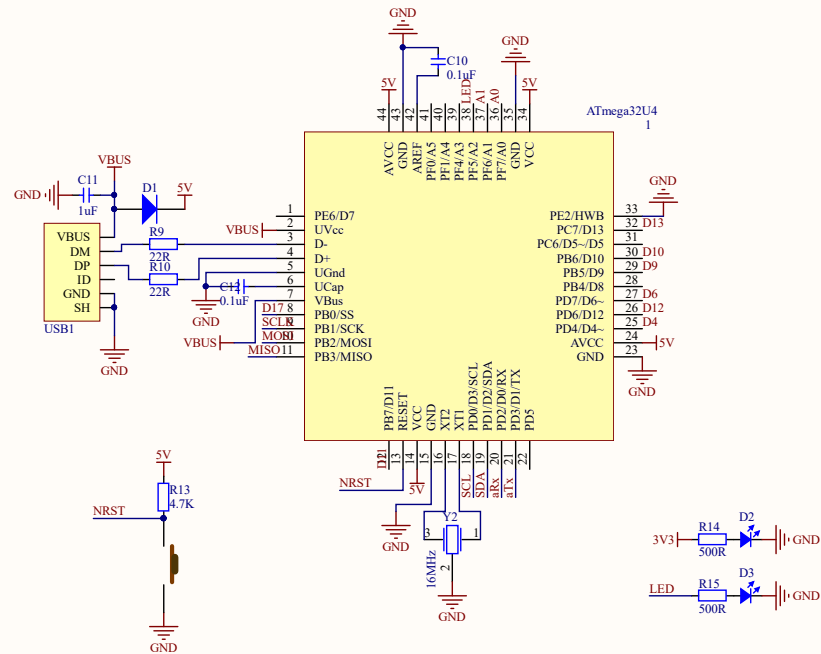 GND
GND
C10
0.1uF
5V
LED
A1
A0
5V
44
43
42
41
40
39
38
37
36
35
34
ATmega32U4
1
AVCC
GND
AREF
PF0/A5
PF1/A4
PF4/A3
PF5/A2
PF6/A1
PF7/A0
GND
VCC
VBUS
C11
GND
1uF
D1
5V
VBUS
DM
DP
ID
GND
SH
USB1
R9
22R
R10
22R
GND
VBUS
C12
0.1uF
GND
VBUS
D17
SCLK
MOSI
MISO
1 PE6/D7
2 UVcc
3 D-
4 D+
5 UGnd
6 UCap
7 VBus
8 PB0/SS
9 PB1/SCK
10 PB2/MOSI
11 PB3/MISO
GND
PE2/HWB 33
PC7/D13 32 D13
PC6/D5~/D5 31
PB6/D10 30 D10
PB5/D9 29 D9
PB4/D8 28
PD7/D6~ 27 D6
PD6/D12 26 D12
PD4/D4~ 25 D4
AVCC 24 5V
GND 23
GND
PB7/D11
RESET
VCC
GND
XT2
XT1
PD0/D3/SCL
PD1/D2/SDA
PD2/D0/RX
PD3/D1/TX
PD5
12
13
14
15
16
17
18
19
20
21
22
D11
NRST
5V
SCL
SDA
aRx
aTx
GND
Y2
3
1
2
16MHz
GND
5V
R13
4.7K
NRST
GND
3V3
R14
500R
D2
GND
LED
R15
500R
D3
GND